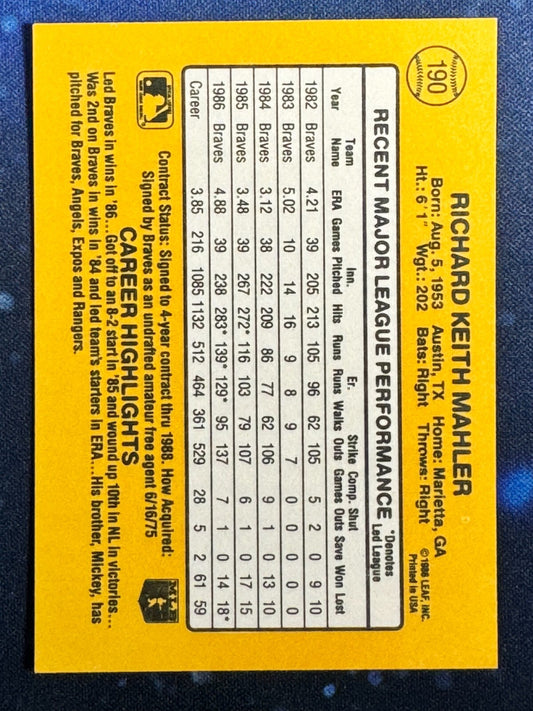 190
RICHARD KEITH MAHLER
Born: Aug. 5, 1953 Austin, TX Home: Marietta, GA
Ht.: 6'1" Wgt.: 202 Bats: Right Throws: Right
© 1986 LEAF, INC.
Printed in USA
RECENT MAJOR LEAGUE PERFORMANCE *Denotes Led League
Year Team Name ERA Games Inn. Pitched Hits Runs Er. Runs Walks Strike Outs Comp. Games Shut Outs Save Won Lost
1982 Braves 4.21 39 205 213 105 96 62 105 5 2 0 9 10
1983 Braves 5.02 10 14 16 9 8 9 7 0 0 0 0 0
1984 Braves 3.12 38 222 209 86 77 62 106 9 1 0 13 10
1985 Braves 3.48 39 267 272* 116 103 79 107 6 1 0 17 15
1986 Braves 4.88 39 238 283* 139* 129* 95 137 7 1 0 14 18*
Career 3.85 216 1085 1132 512 464 361 529 28 5 2 61 59
Contract Status: Signed to 4-year contract thru 1988. How Acquired:
Signed by Braves as an undrafted amateur free agent 6/16/75
CAREER HIGHLIGHTS
Led Braves in wins in '86...Got off to an 8-2 start in '85 and wound up 10th in NL in victories...
Was 2nd on Braves in wins in '84 and led team's starters in ERA...His brother, Mickey, has
pitched for Braves, Angels, Expos and Rangers.